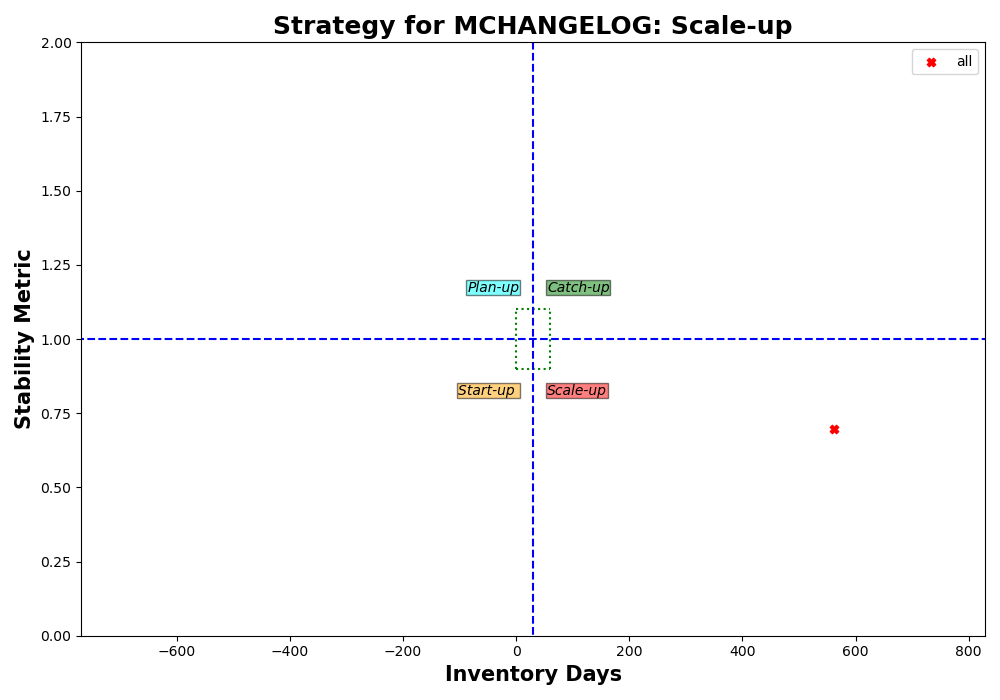 Strategy for MCHANGELOG: Scale-up
all
2.00
1.75
1.50
1.25
1.00
0.75
0.50
0.25
0.00
Stability Metric
Plan-up
Catch-up
Start-up
Scale-up
−600
−400
−200
0
200
400
600
800
Inventory Days